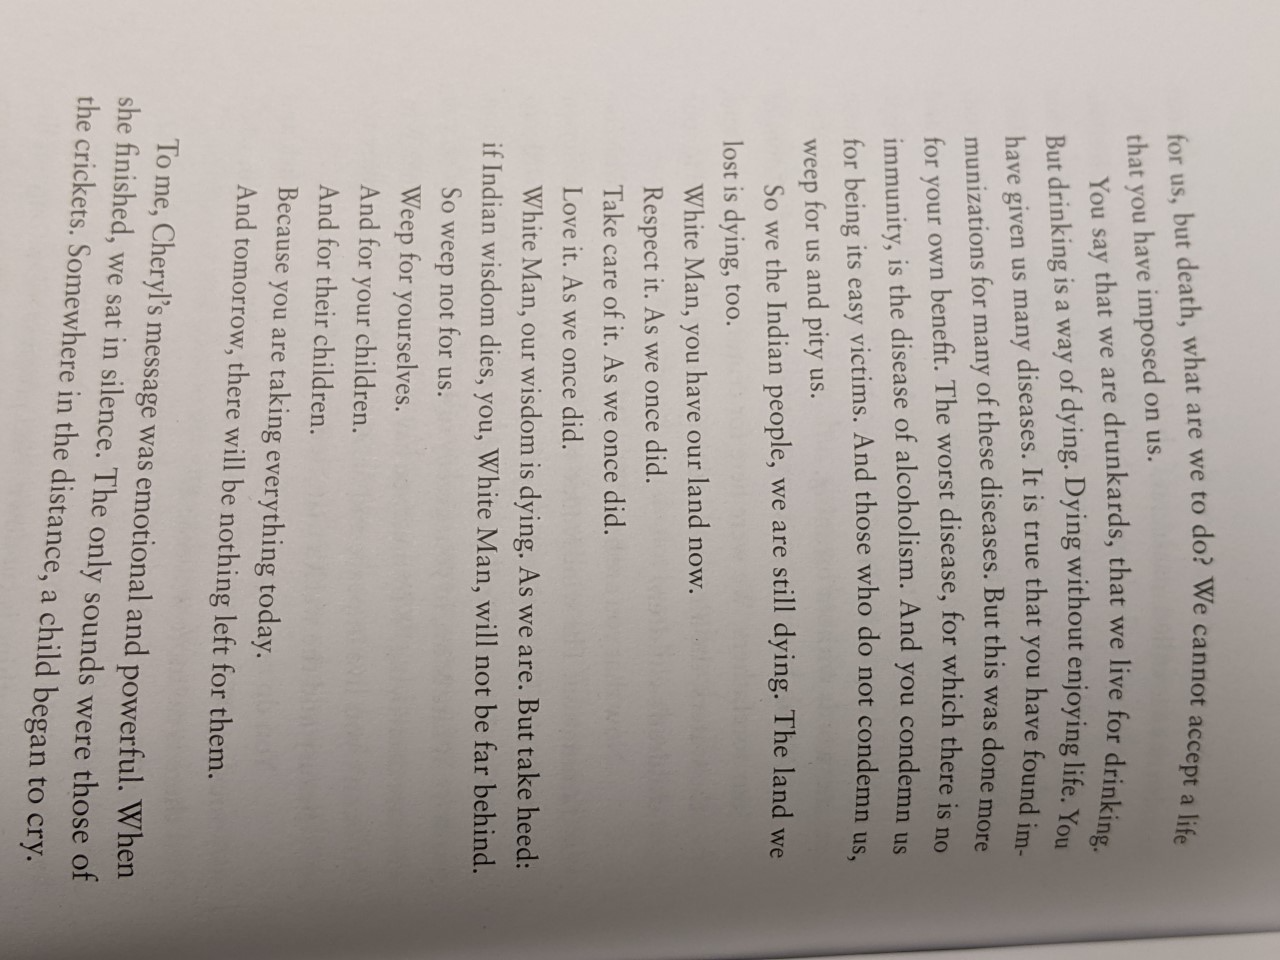 for us, but death, what are we to do? We cannot accept a life
that you have imposed on us.
You say that we are drunkards, that we live for drinking.
But drinking is a way of dying. Dying without enjoying life. You
have given us many diseases. It is true that you have found im-
munizations for many of these diseases. But this was done more
for your own benefit. The worst disease, for which there is no
immunity, is the disease of alcoholism. And you condemn us
for being its easy victims. And those who do not condemn us,
weep for us and pity us.
So we the Indian people, we are still dying. The land we
lost is dying, too.
White Man, you have our land now.
Respect it. As we once did.
Take care of it. As we once did.
Love it. As we once did.
White Man, our wisdom is dying. As we are. But take heed:
if Indian wisdom dies, you, White Man, will not be far behind.
So weep not for us.
Weep for yourselves.
And for your children.
And for their children.
Because you are taking everything today.
And tomorrow, there will be nothing left for them.
To me, Cheryl's message was emotional and powerful. When
she finished, we sat in silence. The only sounds were those of
the crickets. Somewhere in the distance, a child began to cry.